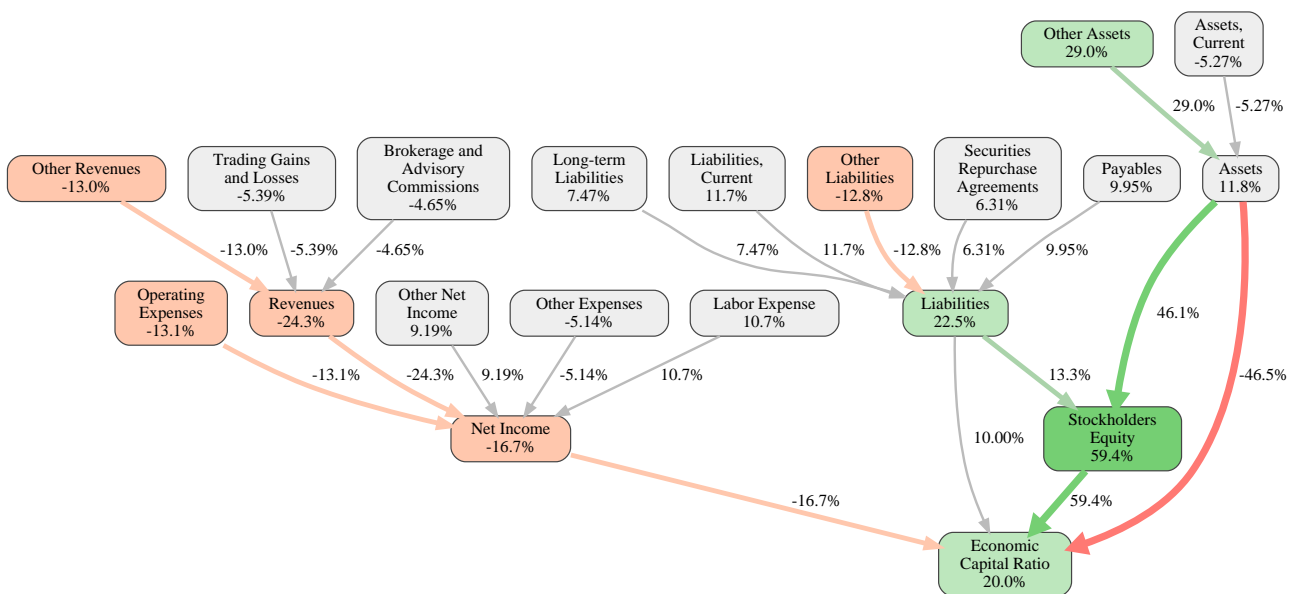 Other Assets
29.0%
Assets,
Current
-5.27%
29.0%
-5.27%
Other Revenues
-13.0%
Trading Gains
and Losses
-5.39%
Brokerage and
Advisory
Commissions
-4.65%
Long-term
Liabilities
7.47%
Liabilities,
Current
11.7%
Other
Liabilities
-12.8%
Securities
Repurchase
Agreements
6.31%
Payables
9.95%
Assets
11.8%
-13.0%
-5.39%
-4.65%
7.47%
11.7%
-12.8%
6.31%
9.95%
Operating
Expenses
-13.1%
Revenues
-24.3%
Other Net
Income
9.19%
Other Expenses
-5.14%
Labor Expense
10.7%
Liabilities
22.5%
46.1%
-13.1%
-24.3%
9.19%
-5.14%
10.7%
13.3%
-46.5%
Net Income
-16.7%
10.00%
Stockholders
Equity
59.4%
-16.7%
59.4%
Economic
Capital Ratio
20.0%